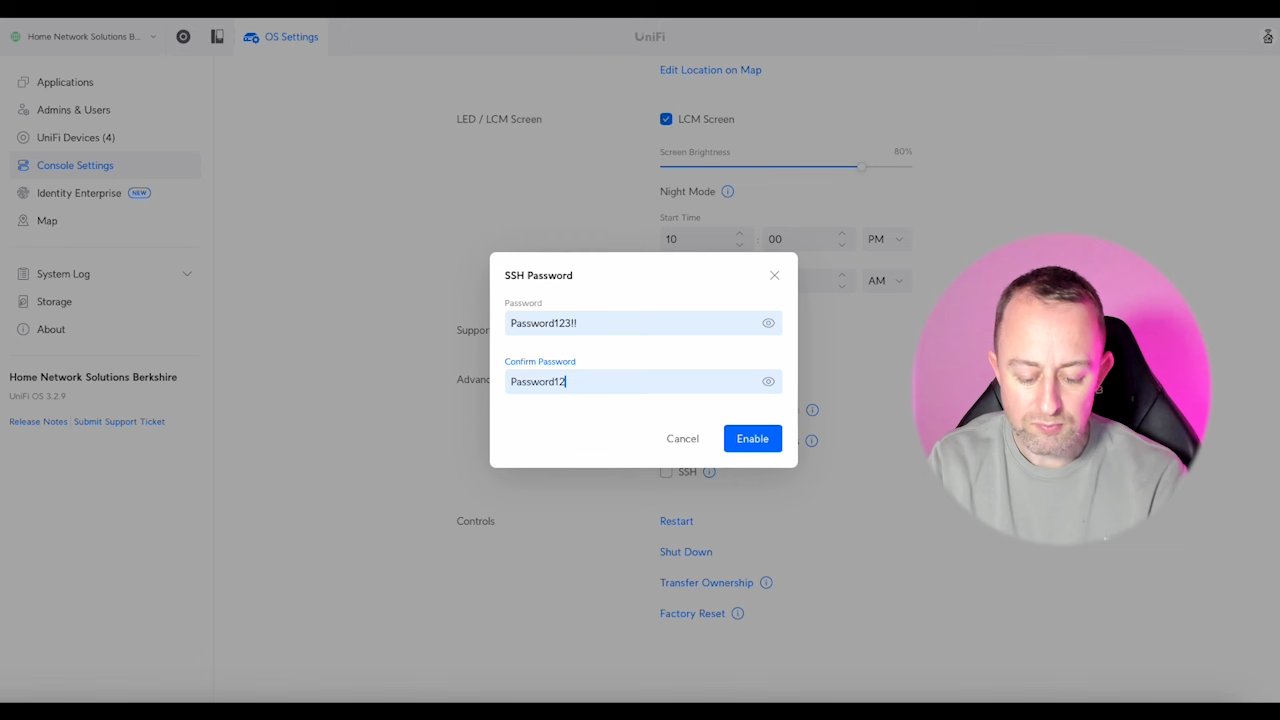 Home Network Solutions B...
OS Settings
UniFi
Applications
Admins & Users
UniFi Devices (4)
Console Settings
Identity Enterprise NEW
Map
System Log
Storage
About
Home Network Solutions Berkshire
UniFi OS 3.2.9
Release Notes Submit Support Ticket
Edit Location on Map
LED / LCM Screen
LCM Screen
Screen Brightness 80%
Night Mode
Start Time
10 : 00 PM
AM
SSH Password
Password
Password123!!
Confirm Password
Password12
Cancel Enable
Suppor
Advanc
SSH
Controls
Restart
Shut Down
Transfer Ownership
Factory Reset